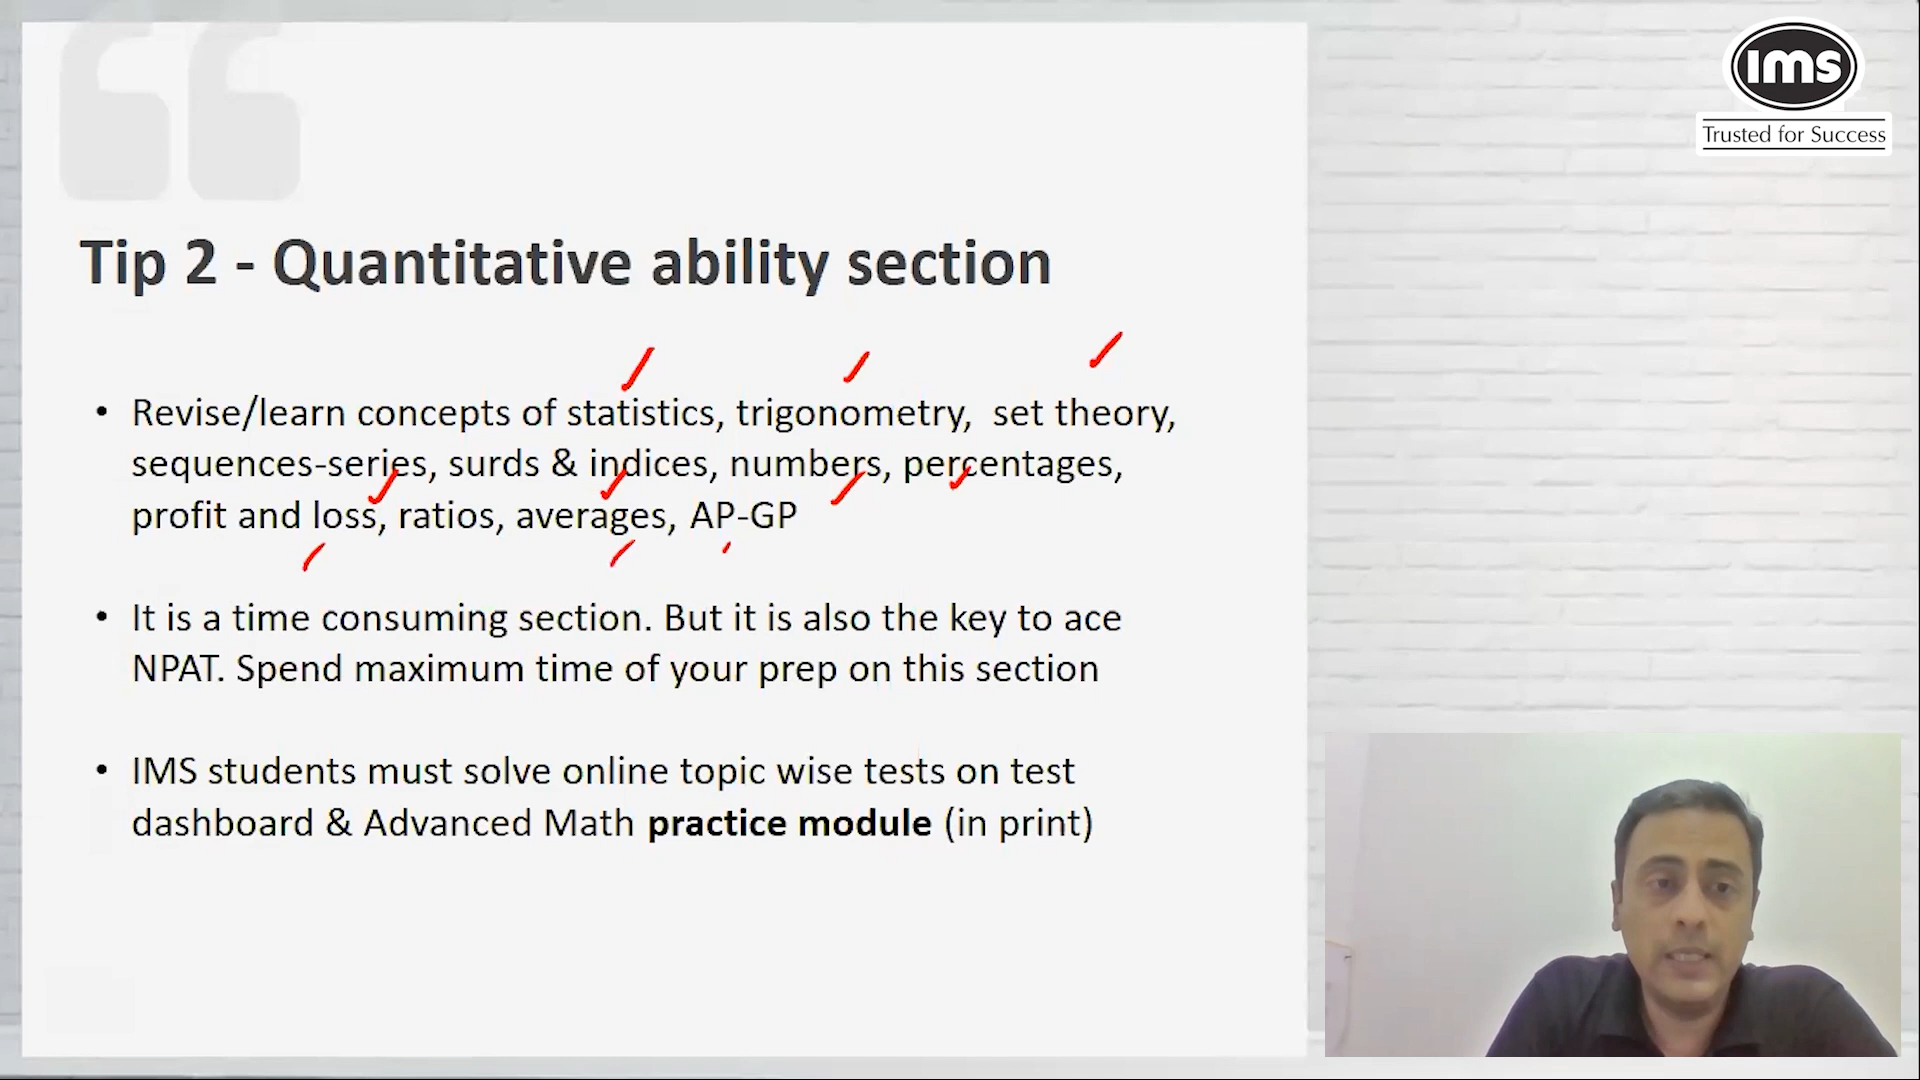 ims
Trusted for Success
Tip 2 - Quantitative ability section
• Revise/learn concepts of statistics, trigonometry, set theory,
sequences-series, surds & indices, numbers, percentages,
profit and loss, ratios, averages, AP-GP
• It is a time consuming section. But it is also the key to ace
NPAT. Spend maximum time of your prep on this section
• IMS students must solve online topic wise tests on test
dashboard & Advanced Math practice module (in print)